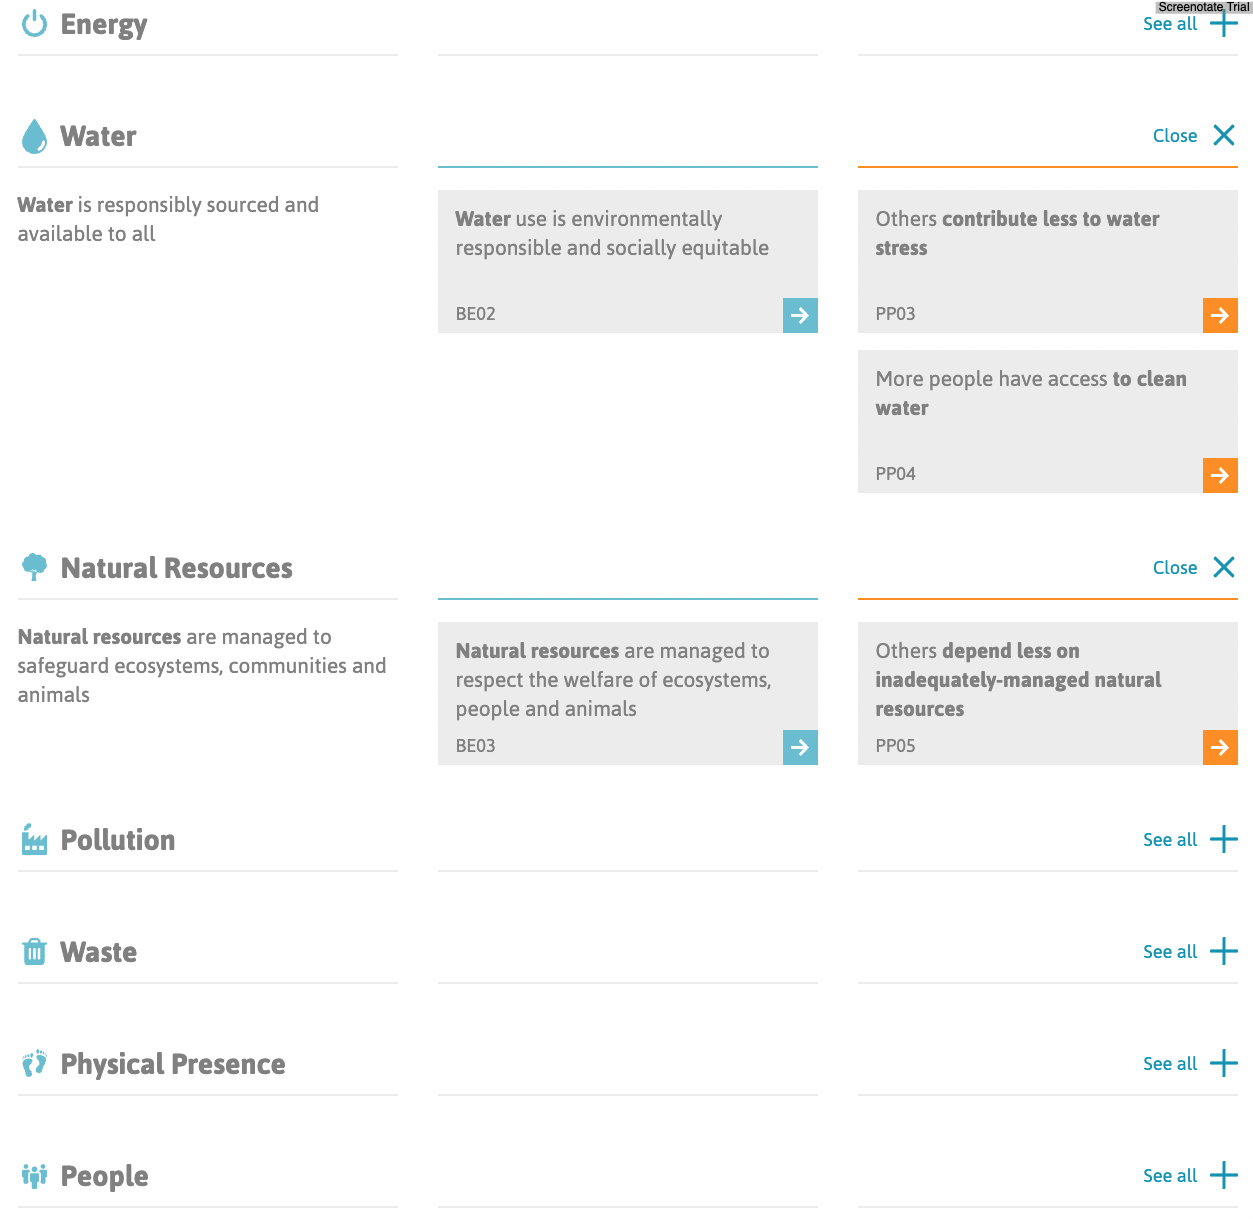 Screenotate Trial
Energy
See all
Water
Close
Water is responsibly sourced and
available to all
Water use is environmentally
responsible and socially equitable
BE02
Others contribute less to water
stress
PP03
More people have access to clean
water
PP04
Natural Resources
Close
Natural resources are managed to
safeguard ecosystems, communities and
animals
Natural resources are managed to
respect the welfare of ecosystems,
people and animals
BE03
Others depend less on
inadequately-managed natural
resources
PP05
Pollution
See all
Waste
See all
Physical Presence
See all
People
See all